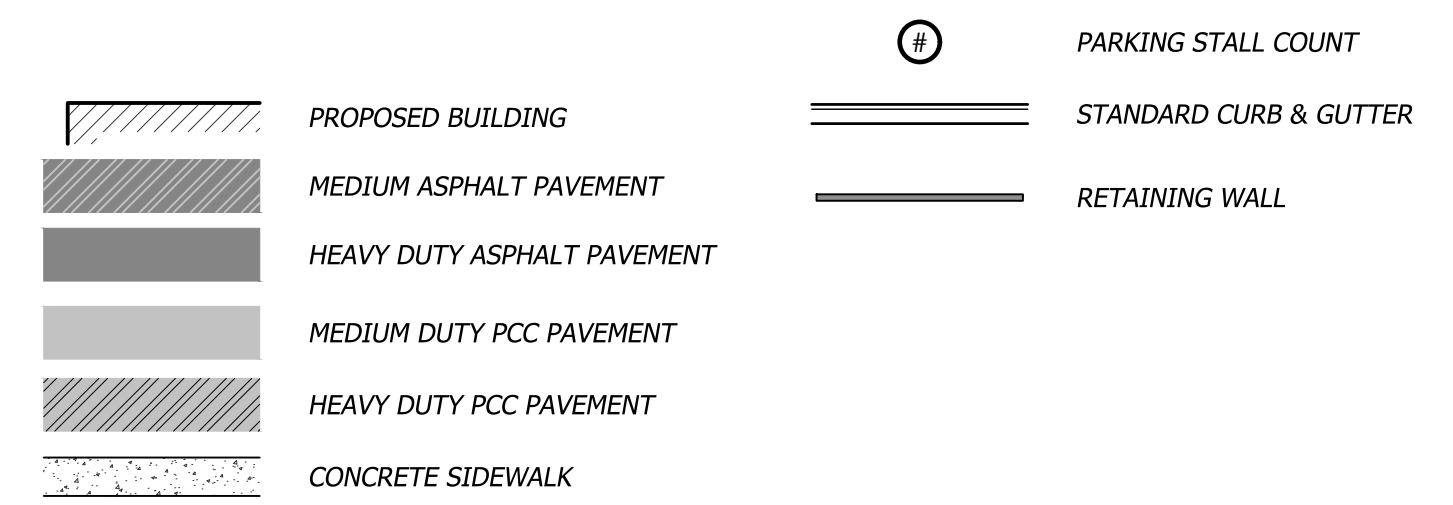 PROPOSED BUILDING
MEDIUM ASPHALT PAVEMENT
HEAVY DUTY ASPHALT PAVEMENT
MEDIUM DUTY PCC PAVEMENT
HEAVY DUTY PCC PAVEMENT
CONCRETE SIDEWALK
# PARKING STALL COUNT
STANDARD CURB & GUTTER
RETAINING WALL